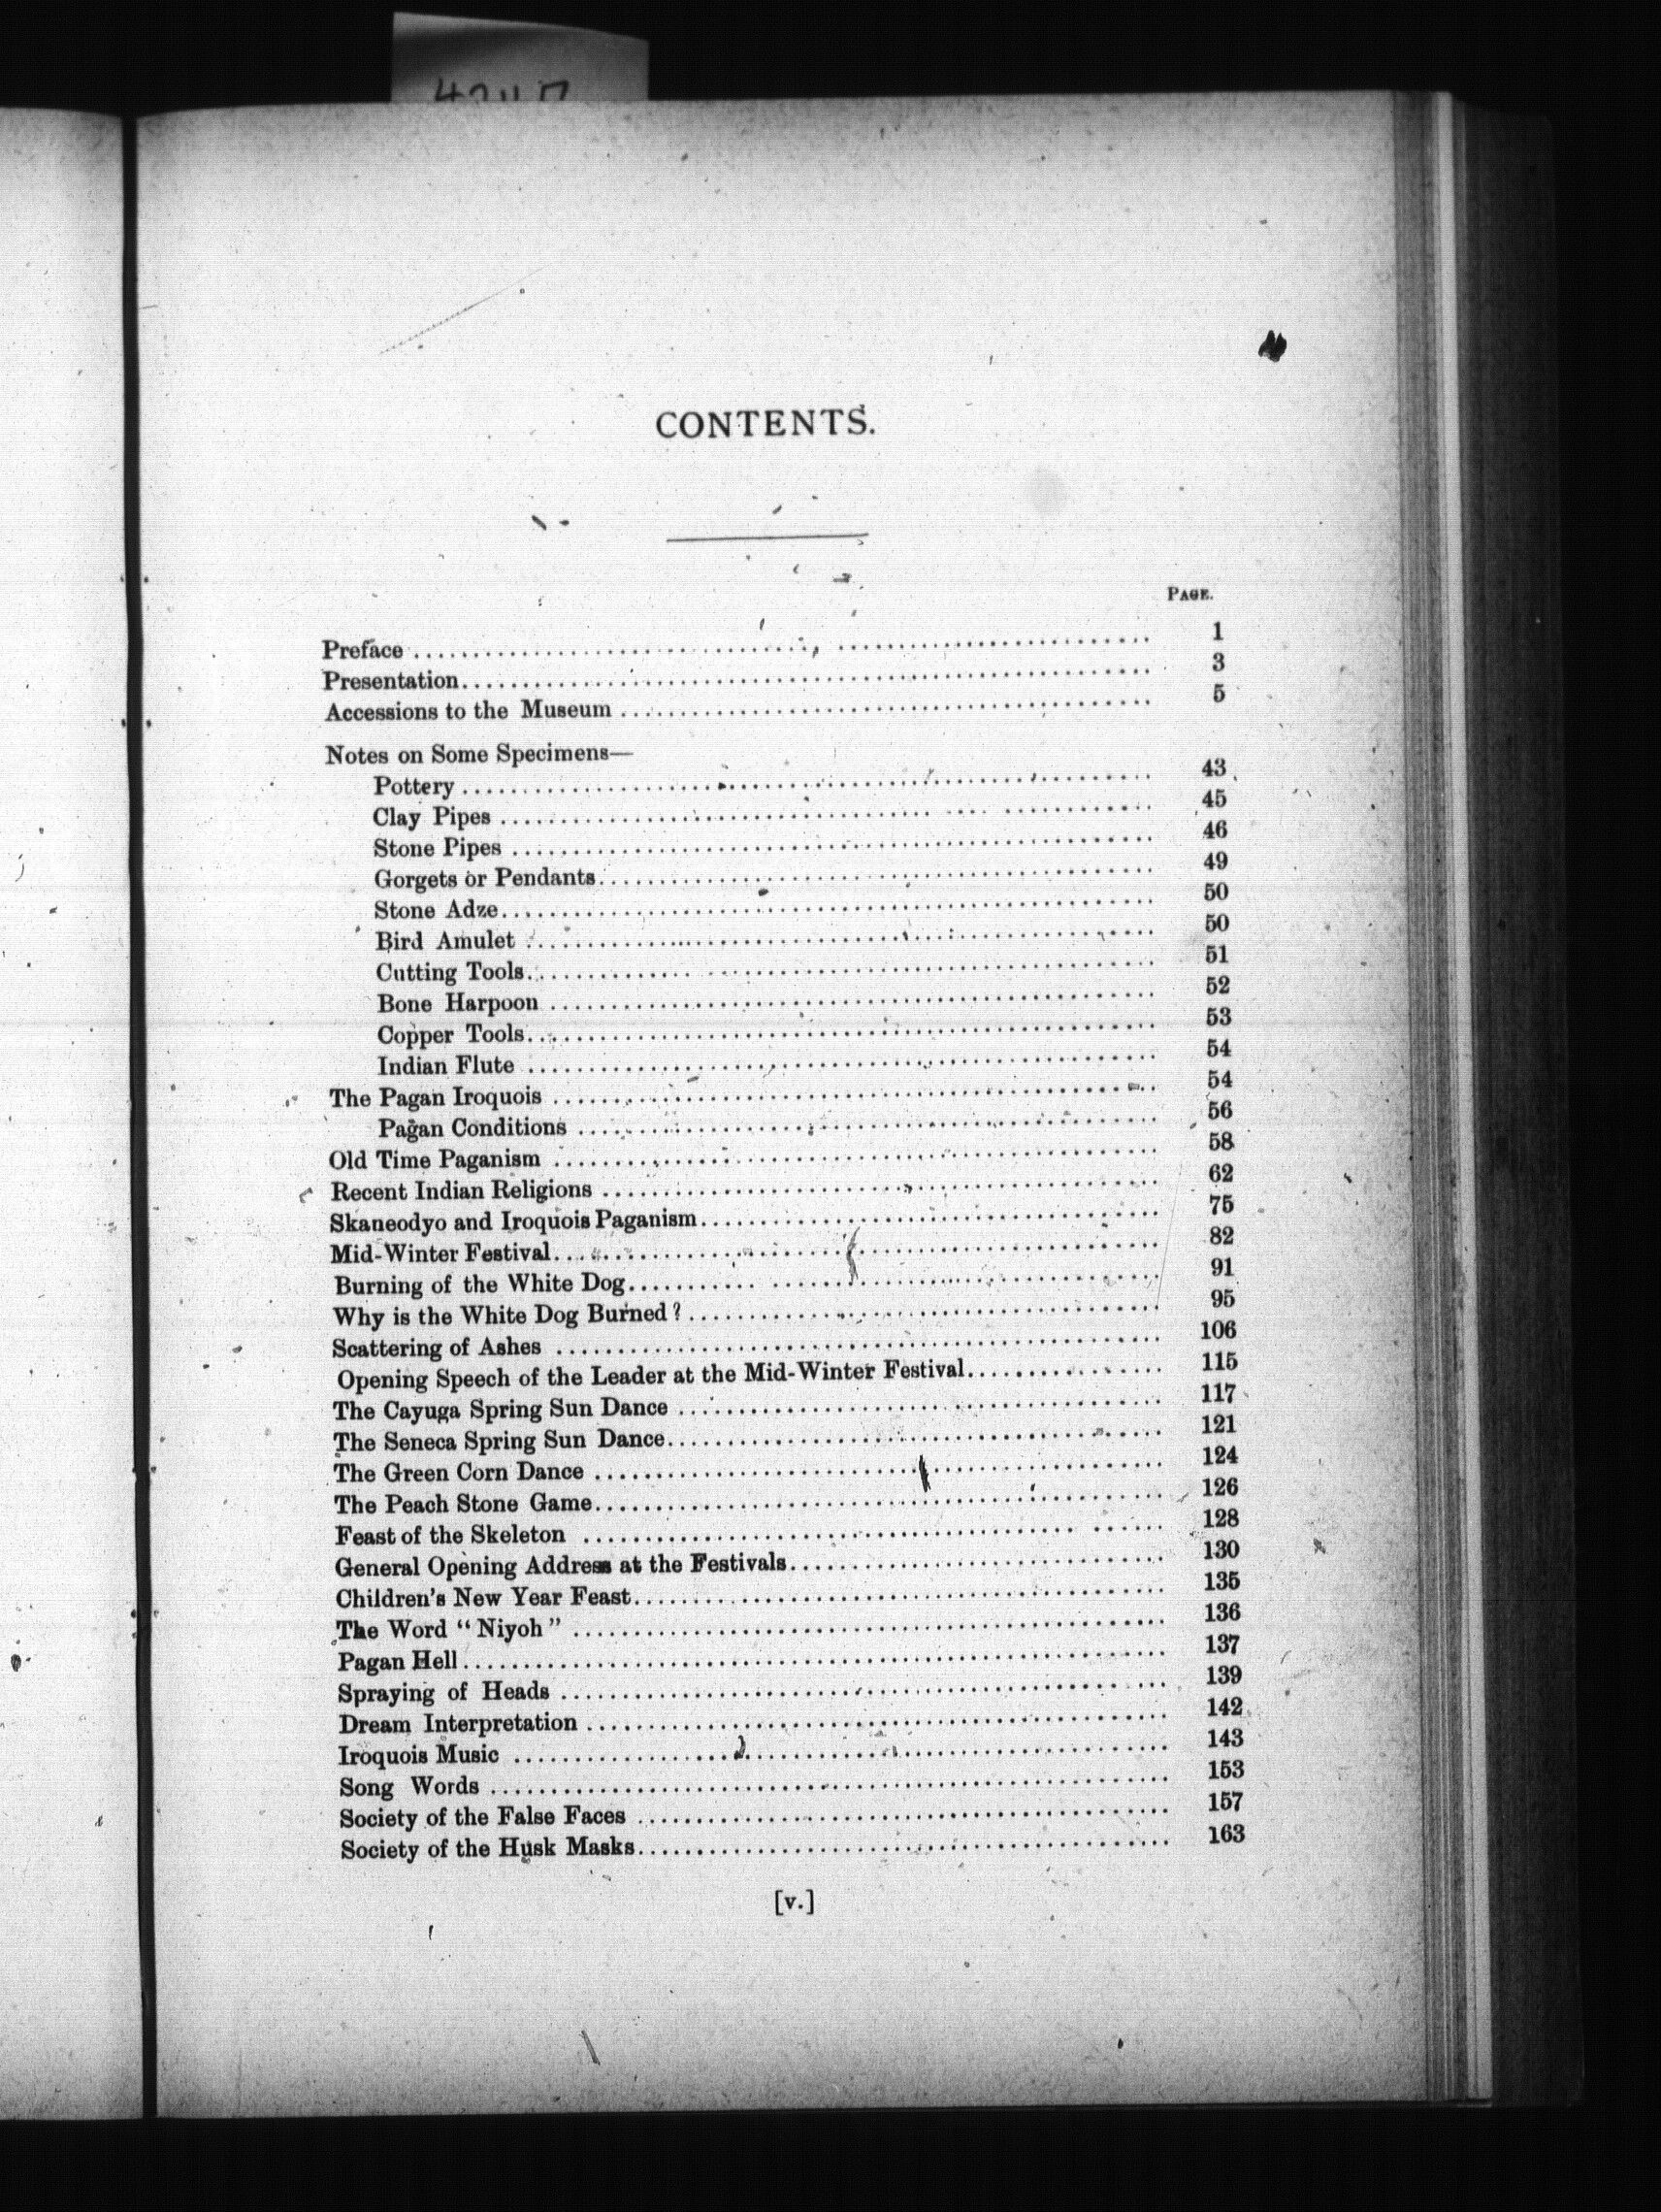 CONTENTS.
PAGE.
Preface 1
Presentation 3
Accessions to the Museum 5
Notes on Some Specimens—
Pottery 43
Clay Pipes 45
Stone Pipes 46
Gorgets or Pendants 49
Stone Adze 50
Bird Amulet 50
Cutting Tools 51
Bone Harpoon 52
Copper Tools 53
Indian Flute 54
The Pagan Iroquois 54
Pagan Conditions 56
Old Time Paganism 58
Recent Indian Religions 62
Skaneodyo and Iroquois Paganism 75
Mid-Winter Festival 82
Burning of the White Dog 91
Why is the White Dog Burned? 95
Scattering of Ashes 106
Opening Speech of the Leader at the Mid-Winter Festival 115
The Cayuga Spring Sun Dance 117
The Seneca Spring Sun Dance 121
The Green Corn Dance 124
The Peach Stone Game 126
Feast of the Skeleton 128
General Opening Address at the Festivals 130
Children's New Year Feast 135
The Word "Niyoh" 136
Pagan Hell 137
Spraying of Heads 139
Dream Interpretation 142
Iroquois Music 143
Song Words 153
Society of the False Faces 157
Society of the Husk Masks 163
[v.]